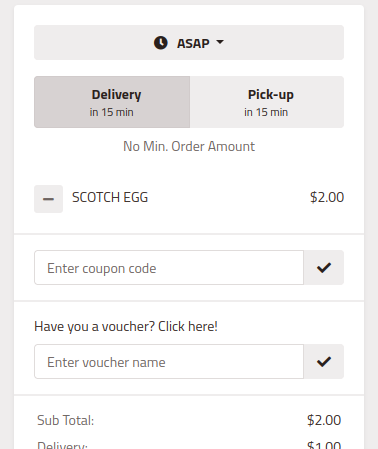 ASAP
Delivery
in 15 min
Pick-up
in 15 min
No Min. Order Amount
SCOTCH EGG $2.00
Enter coupon code
Have you a voucher? Click here!
Enter voucher name
Sub Total: $2.00
Delivery: $1.00